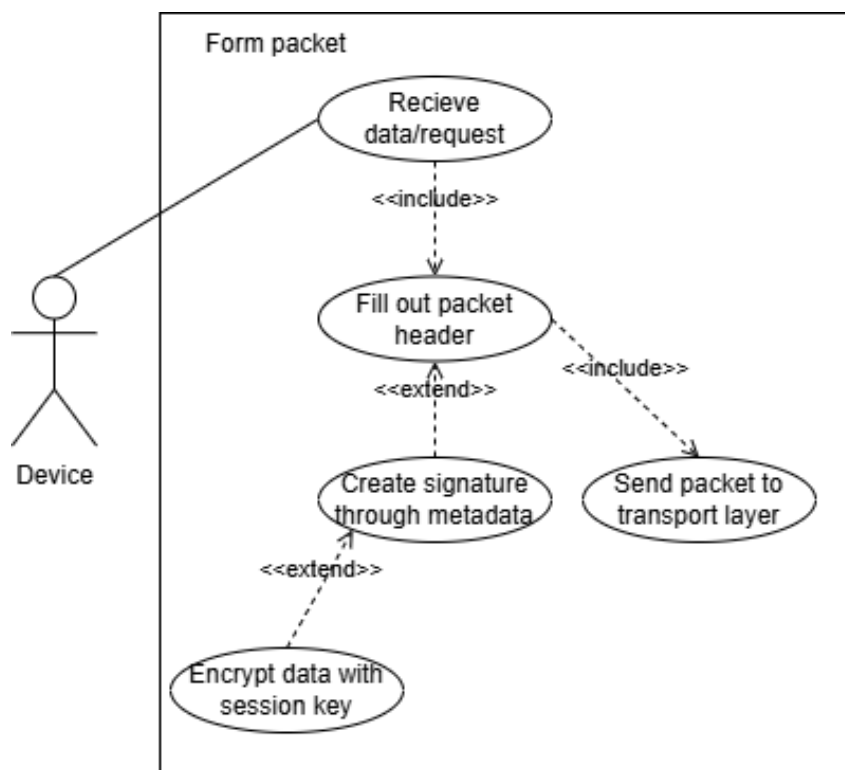 Form packet
Recieve
data/request
<<include>>
Fill out packet
header
<<include>>
<<extend>>
Device
Create signature
through metadata
Send packet to
transport layer
<<extend>>
Encrypt data with
session key